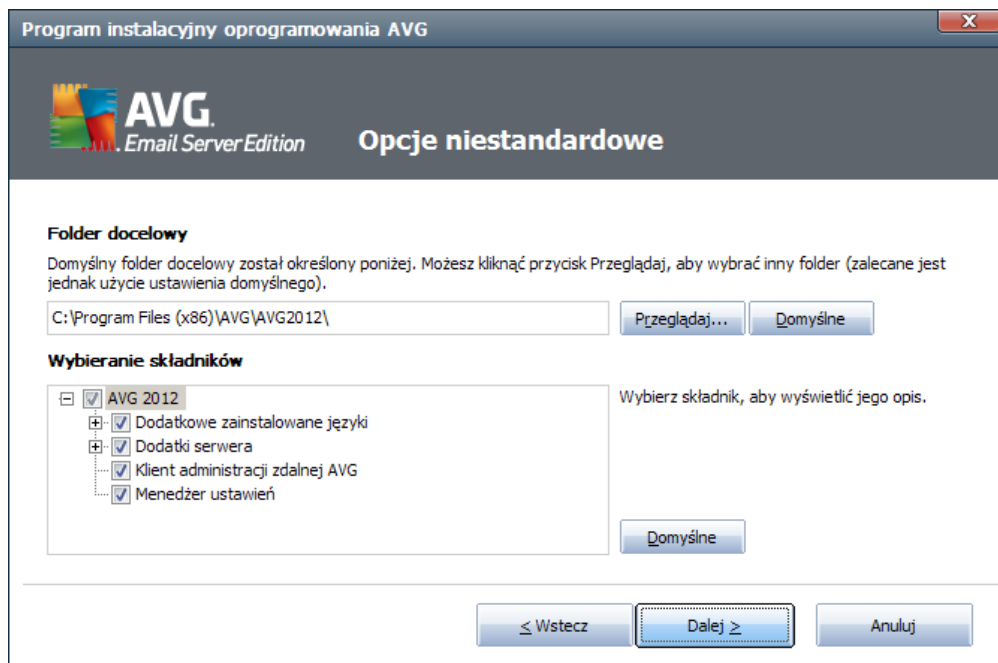 Program instalacyjny oprogramowania AVG
X
AVG.
Email Server Edition
Opcje niestandardowe
Folder docelowy
Domyślny folder docelowy został określony poniżej. Możesz kliknąć przycisk Przeglądaj, aby wybrać inny folder (zalecane jest
jednak użycie ustawienia domyślnego).
C:\Program Files (x86)\AVG\AVG2012\
Przeglądaj...
Domyślne
Wybieranie składników
AVG 2012
Dodatkowe zainstalowane języki
Dodatki serwera
Klient administracji zdalnej AVG
Menedżer ustawień
Wybierz składnik, aby wyświetlić jego opis.
Domyślne
< Wstecz
Dalej >
Anuluj